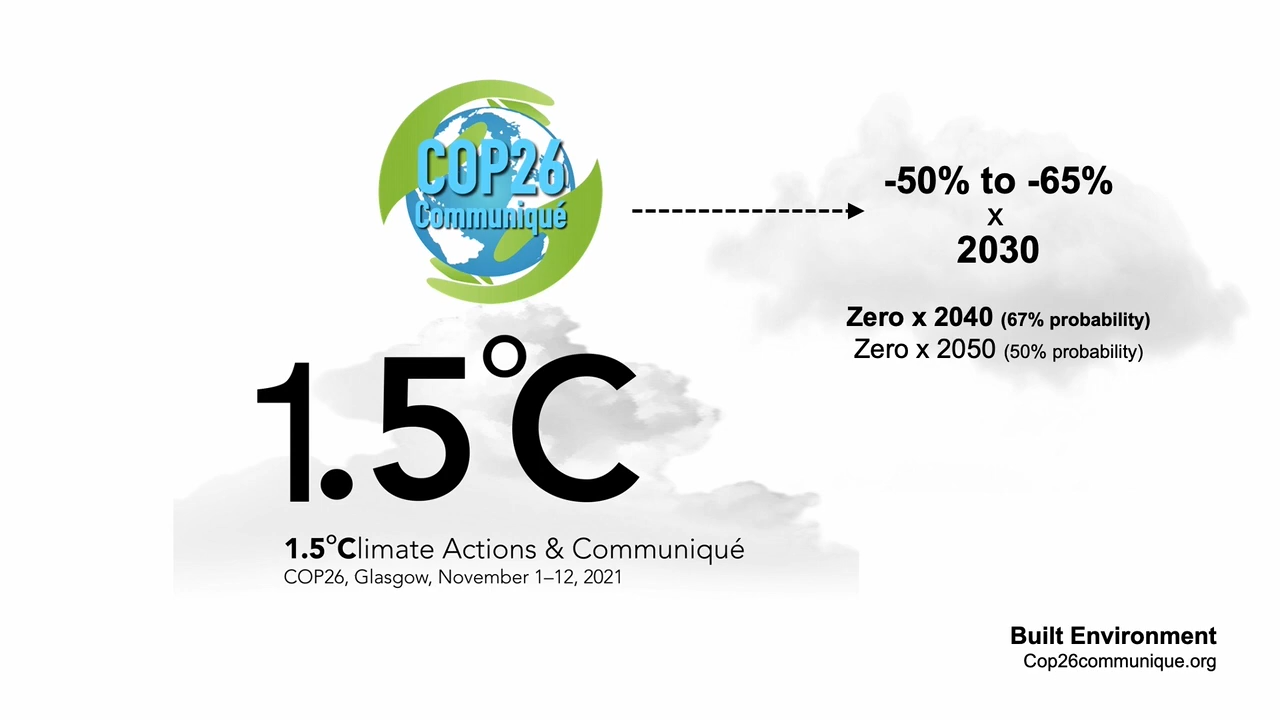 COP26
Communiqué
-50% to -65%
x
2030
Zero x 2040 (67% probability)
Zero x 2050 (50% probability)
1.5°C
1.5°Climate Actions & Communiqué
COP26, Glasgow, November 1–12, 2021
Built Environment
Cop26communique.org